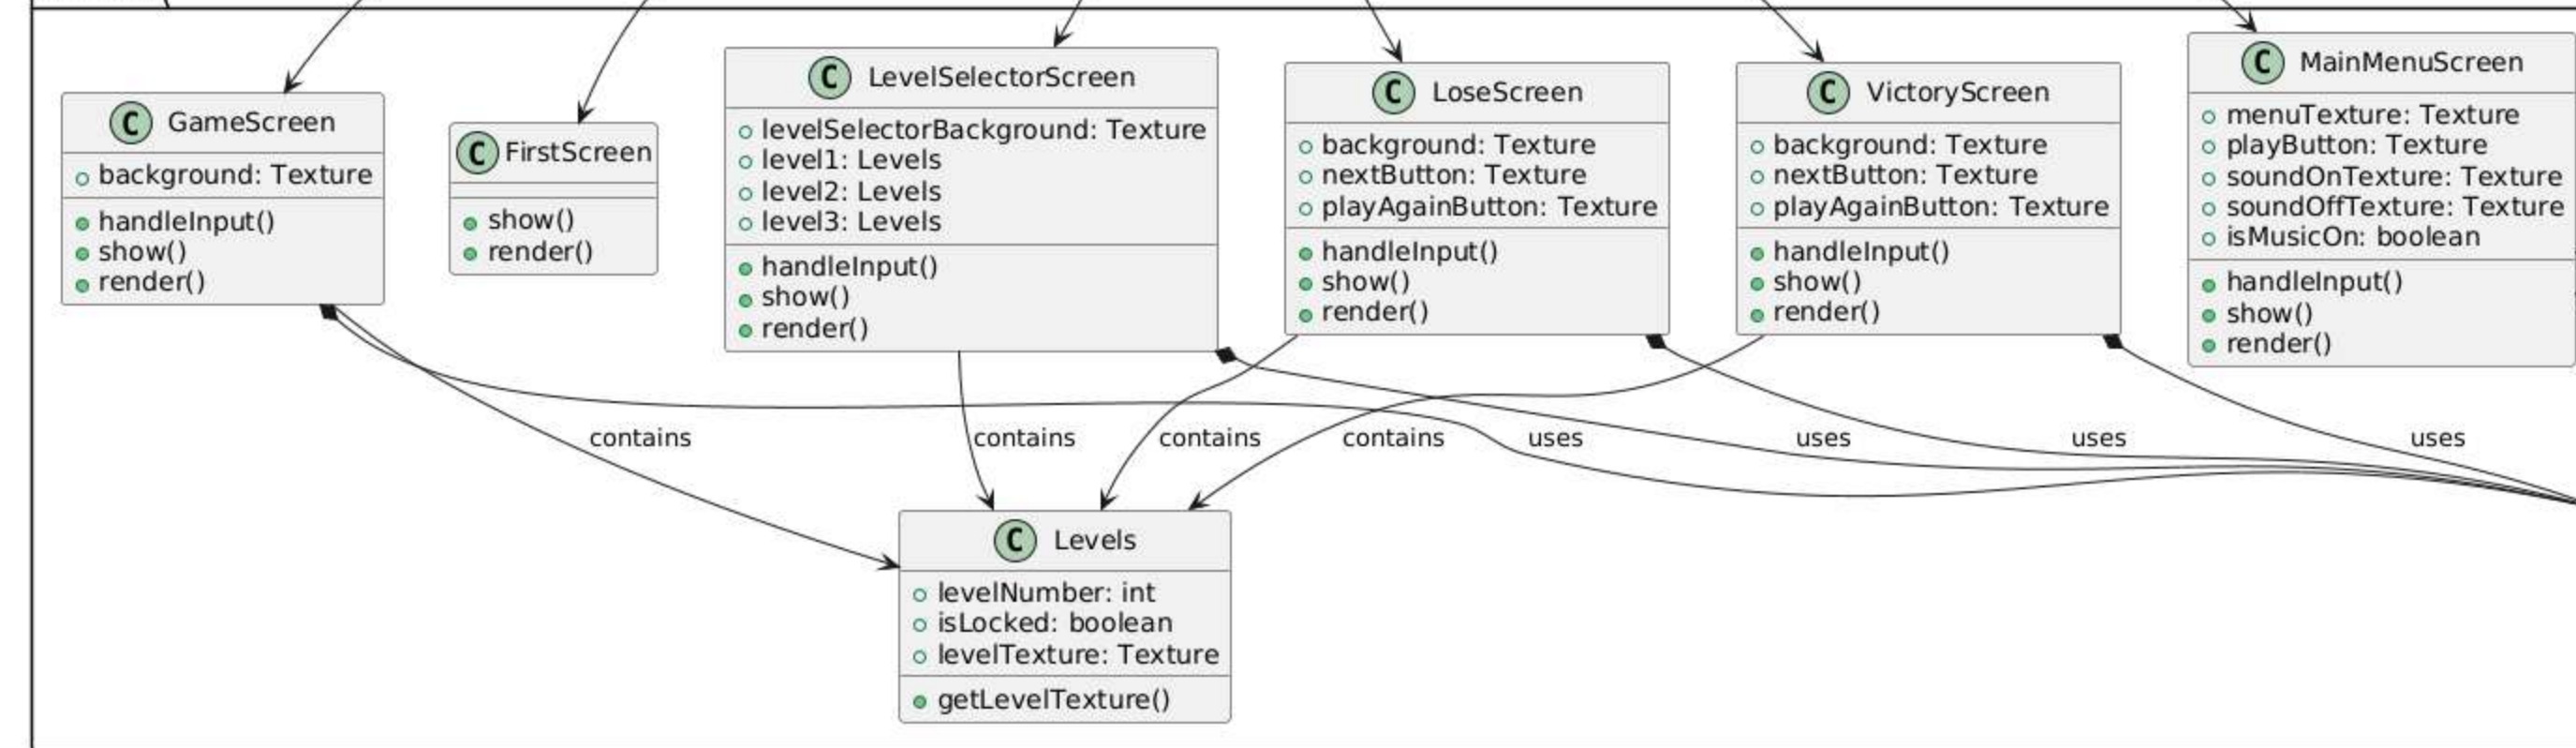 C GameScreen
background: Texture
handleInput()
show()
render()
C FirstScreen
show()
render()
C LevelSelectorScreen
levelSelectorBackground: Texture
level1: Levels
level2: Levels
level3: Levels
handleInput()
show()
render()
C LoseScreen
background: Texture
nextButton: Texture
playAgainButton: Texture
handleInput()
show()
render()
C VictoryScreen
background: Texture
nextButton: Texture
playAgainButton: Texture
handleInput()
show()
render()
C MainMenuScreen
menuTexture: Texture
playButton: Texture
soundOnTexture: Texture
soundOffTexture: Texture
isMusicOn: boolean
handleInput()
show()
render()
contains
contains
contains
contains
uses
uses
uses
uses
C Levels
levelNumber: int
isLocked: boolean
levelTexture: Texture
getLevelTexture()